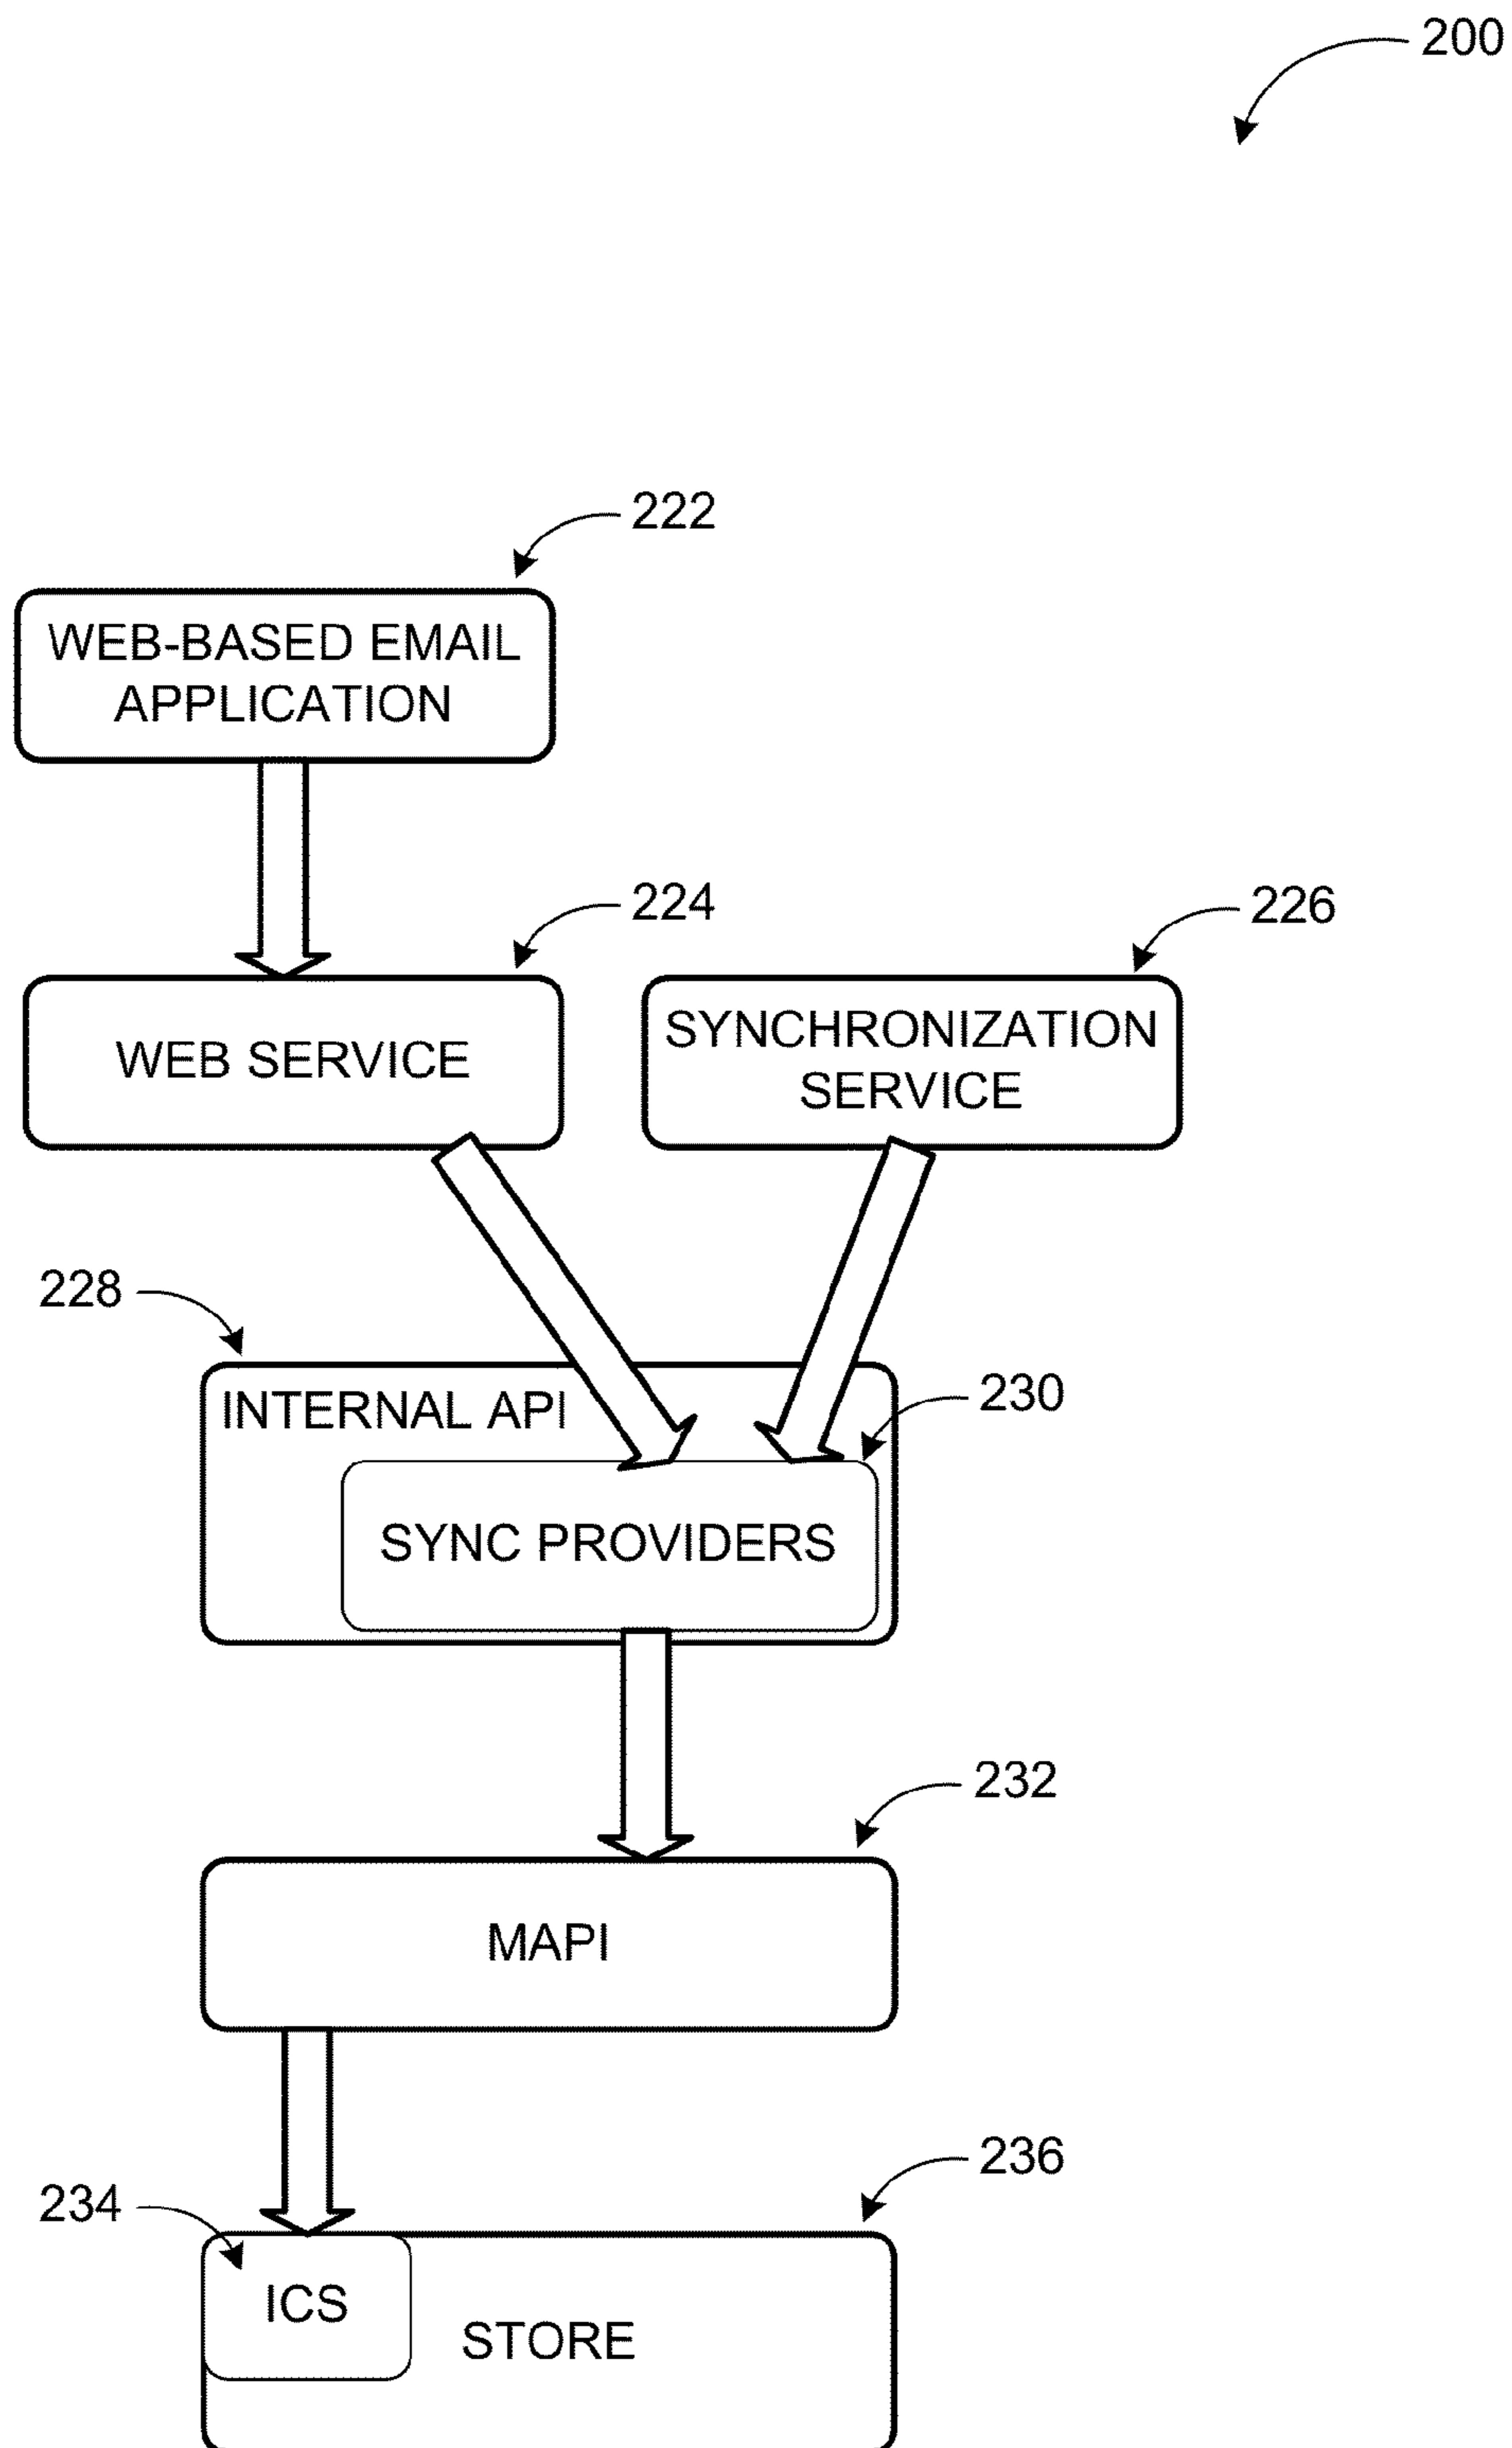 200
222
WEB-BASED EMAIL
APPLICATION
224
226
WEB SERVICE
SYNCHRONIZATION
SERVICE
228
INTERNAL API
230
SYNC PROVIDERS
232
MAPI
236
234
ICS
STORE